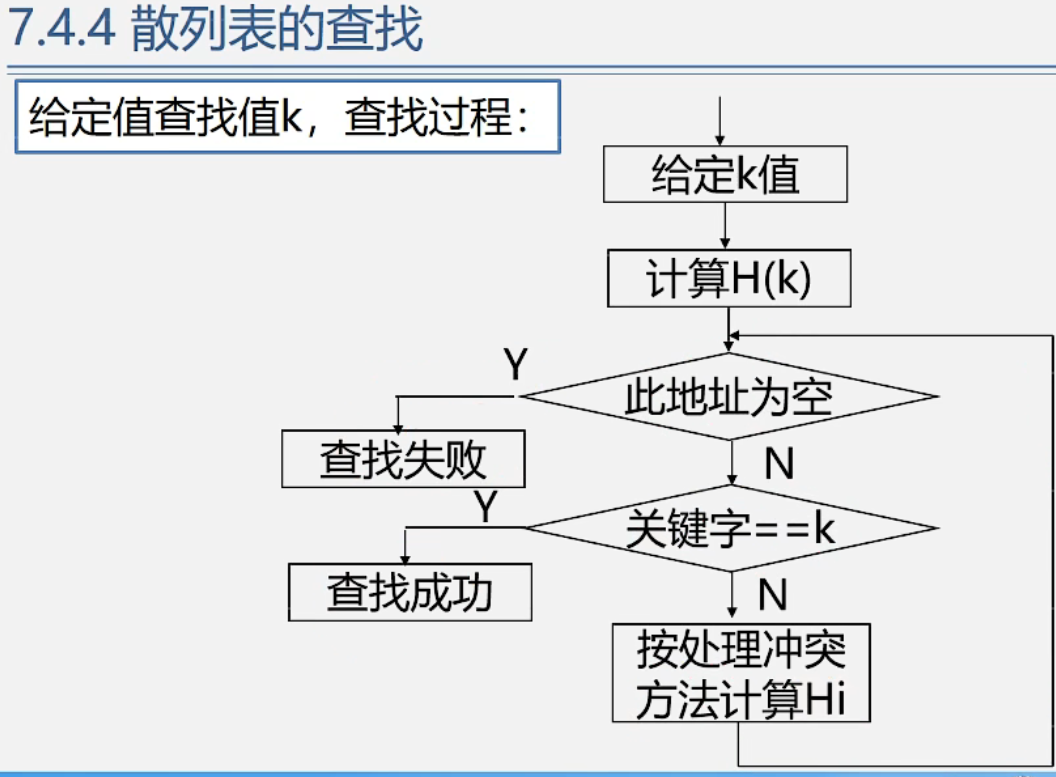 7.4.4 散列表的查找
给定值查找值k，查找过程：
给定k值
计算H(k)
Y
此地址为空
查找失败
N
Y
关键字==k
查找成功
N
按处理冲突
方法计算Hi